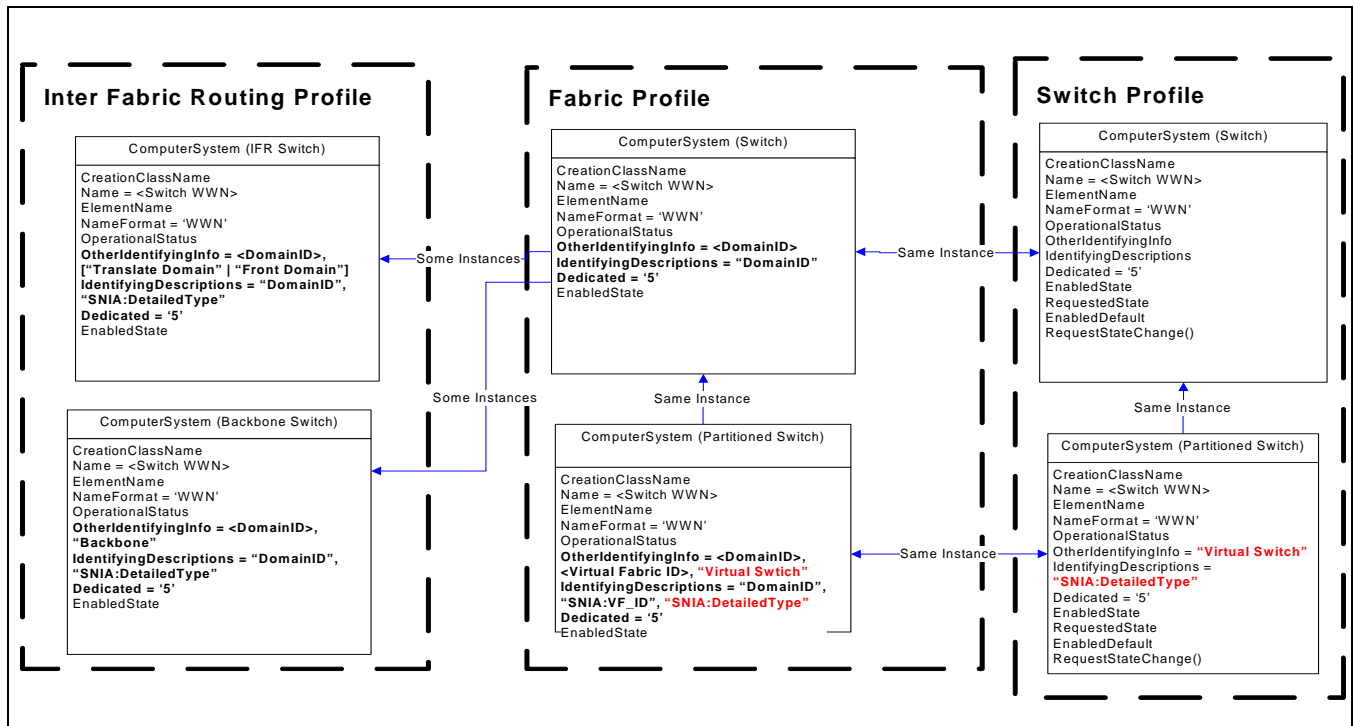 Inter Fabric Routing Profile
ComputerSystem (IFR Switch)
CreationClassName
Name = <Switch WWN>
ElementName
NameFormat = ‘WWN’
OperationalStatus
OtherIdentifyingInfo = <DomainID>,
[“Translate Domain” | “Front Domain”]
IdentifyingDescriptions = “DomainID”,
“SNIA:DetailedType”
Dedicated = ‘5’
EnabledState
ComputerSystem (Backbone Switch)
CreationClassName
Name = <Switch WWN>
ElementName
NameFormat = ‘WWN’
OperationalStatus
OtherIdentifyingInfo = <DomainID>,
“Backbone”
IdentifyingDescriptions = “DomainID”,
“SNIA:DetailedType”
Dedicated = ‘5’
EnabledState
Some Instances
Some Instances
Fabric Profile
ComputerSystem (Switch)
CreationClassName
Name = <Switch WWN>
ElementName
NameFormat = ‘WWN’
OperationalStatus
OtherIdentifyingInfo = <DomainID>
IdentifyingDescriptions = “DomainID”
Dedicated = ‘5’
EnabledState
Same Instance
ComputerSystem (Partitioned Switch)
CreationClassName
Name = <Switch WWN>
ElementName
NameFormat = ‘WWN’
OperationalStatus
OtherIdentifyingInfo = <DomainID>,
<Virtual Fabric ID>, “Virtual Swtich”
IdentifyingDescriptions = “DomainID”,
“SNIA:VF_ID”, “SNIA:DetailedType”
Dedicated = ‘5’
EnabledState
Same Instance
Same Instance
Switch Profile
ComputerSystem (Switch)
CreationClassName
Name = <Switch WWN>
ElementName
NameFormat = ‘WWN’
OperationalStatus
OtherIdentifyingInfo
IdentifyingDescriptions
Dedicated = ‘5’
EnabledState
RequestedState
EnabledDefault
RequestStateChange()
Same Instance
ComputerSystem (Partitioned Switch)
CreationClassName
Name = <Switch WWN>
ElementName
NameFormat = ‘WWN’
OperationalStatus
OtherIdentifyingInfo = “Virtual Switch”
IdentifyingDescriptions =
“SNIA:DetailedType”
Dedicated = ‘5’
EnabledState
RequestedState
EnabledDefault
RequestStateChange()